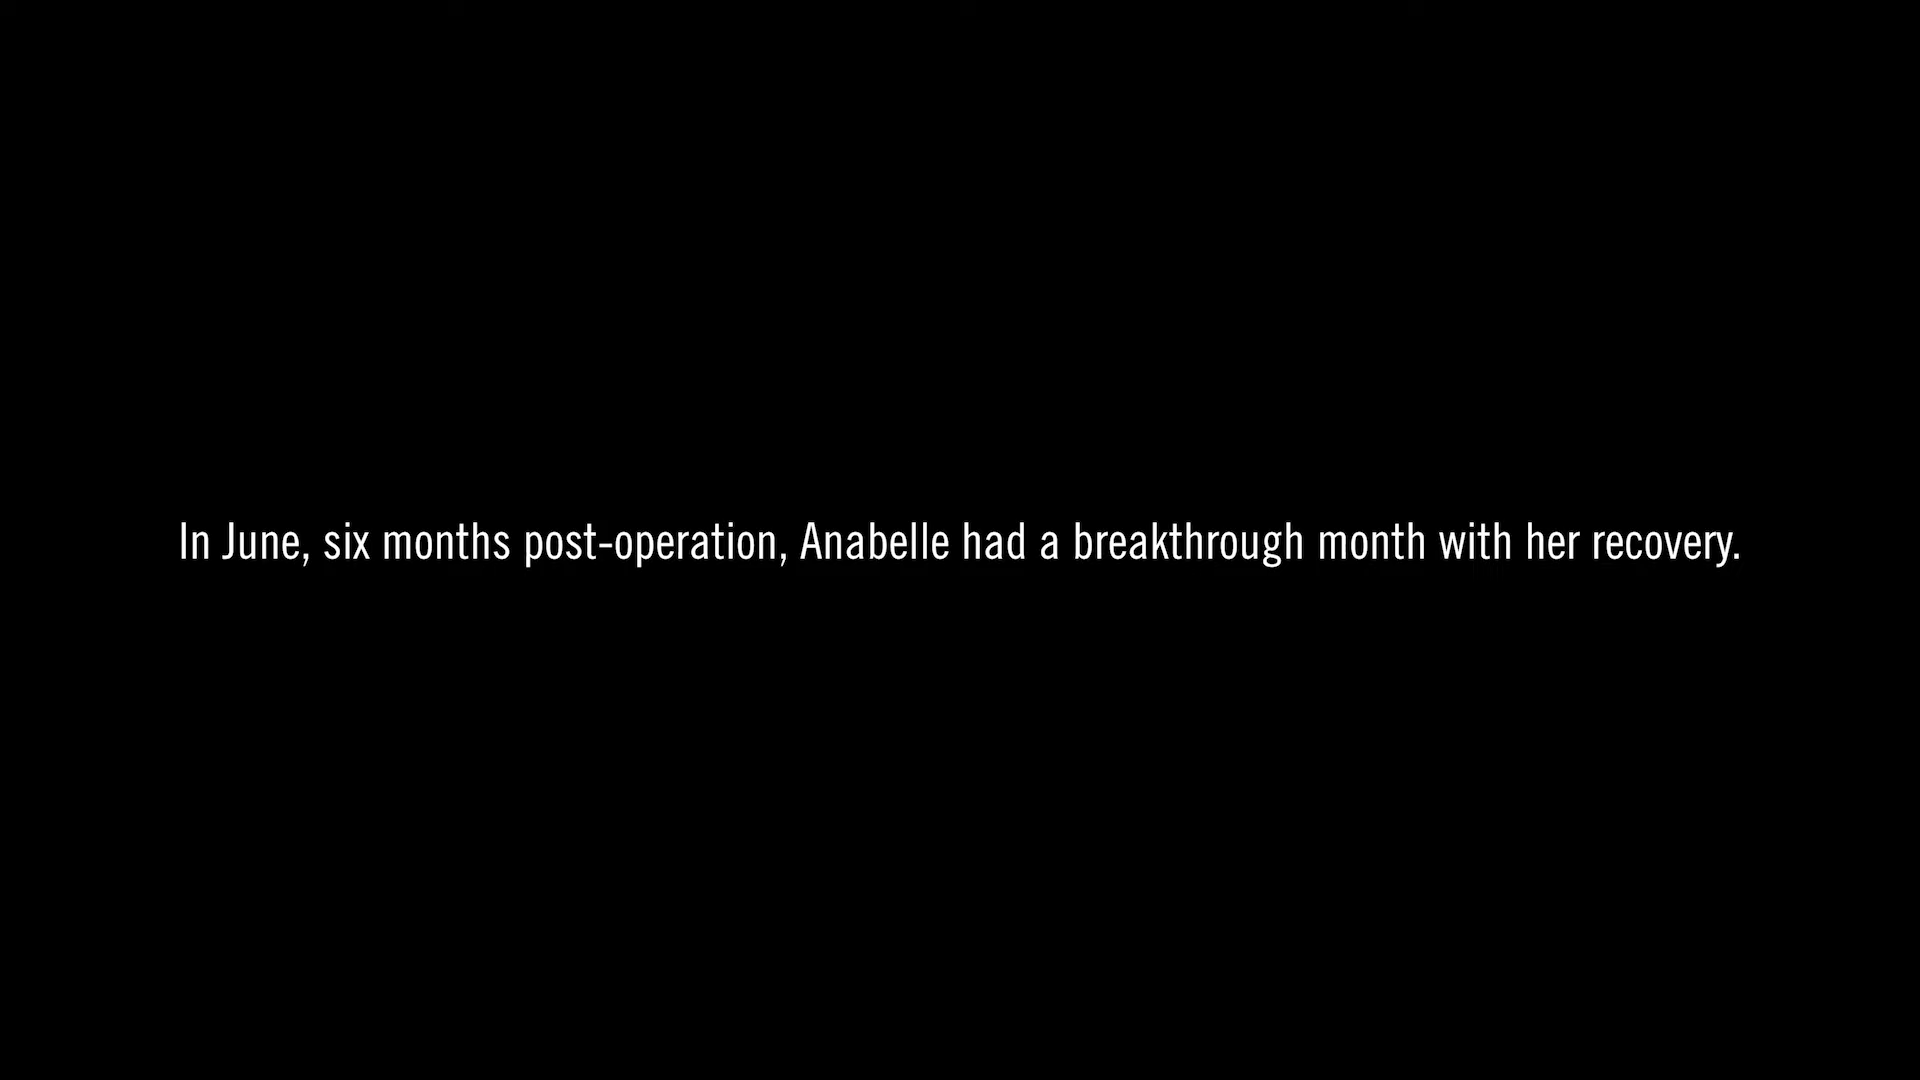 In June, six months post-operation, Anabelle had a breakthrough month with her recovery.